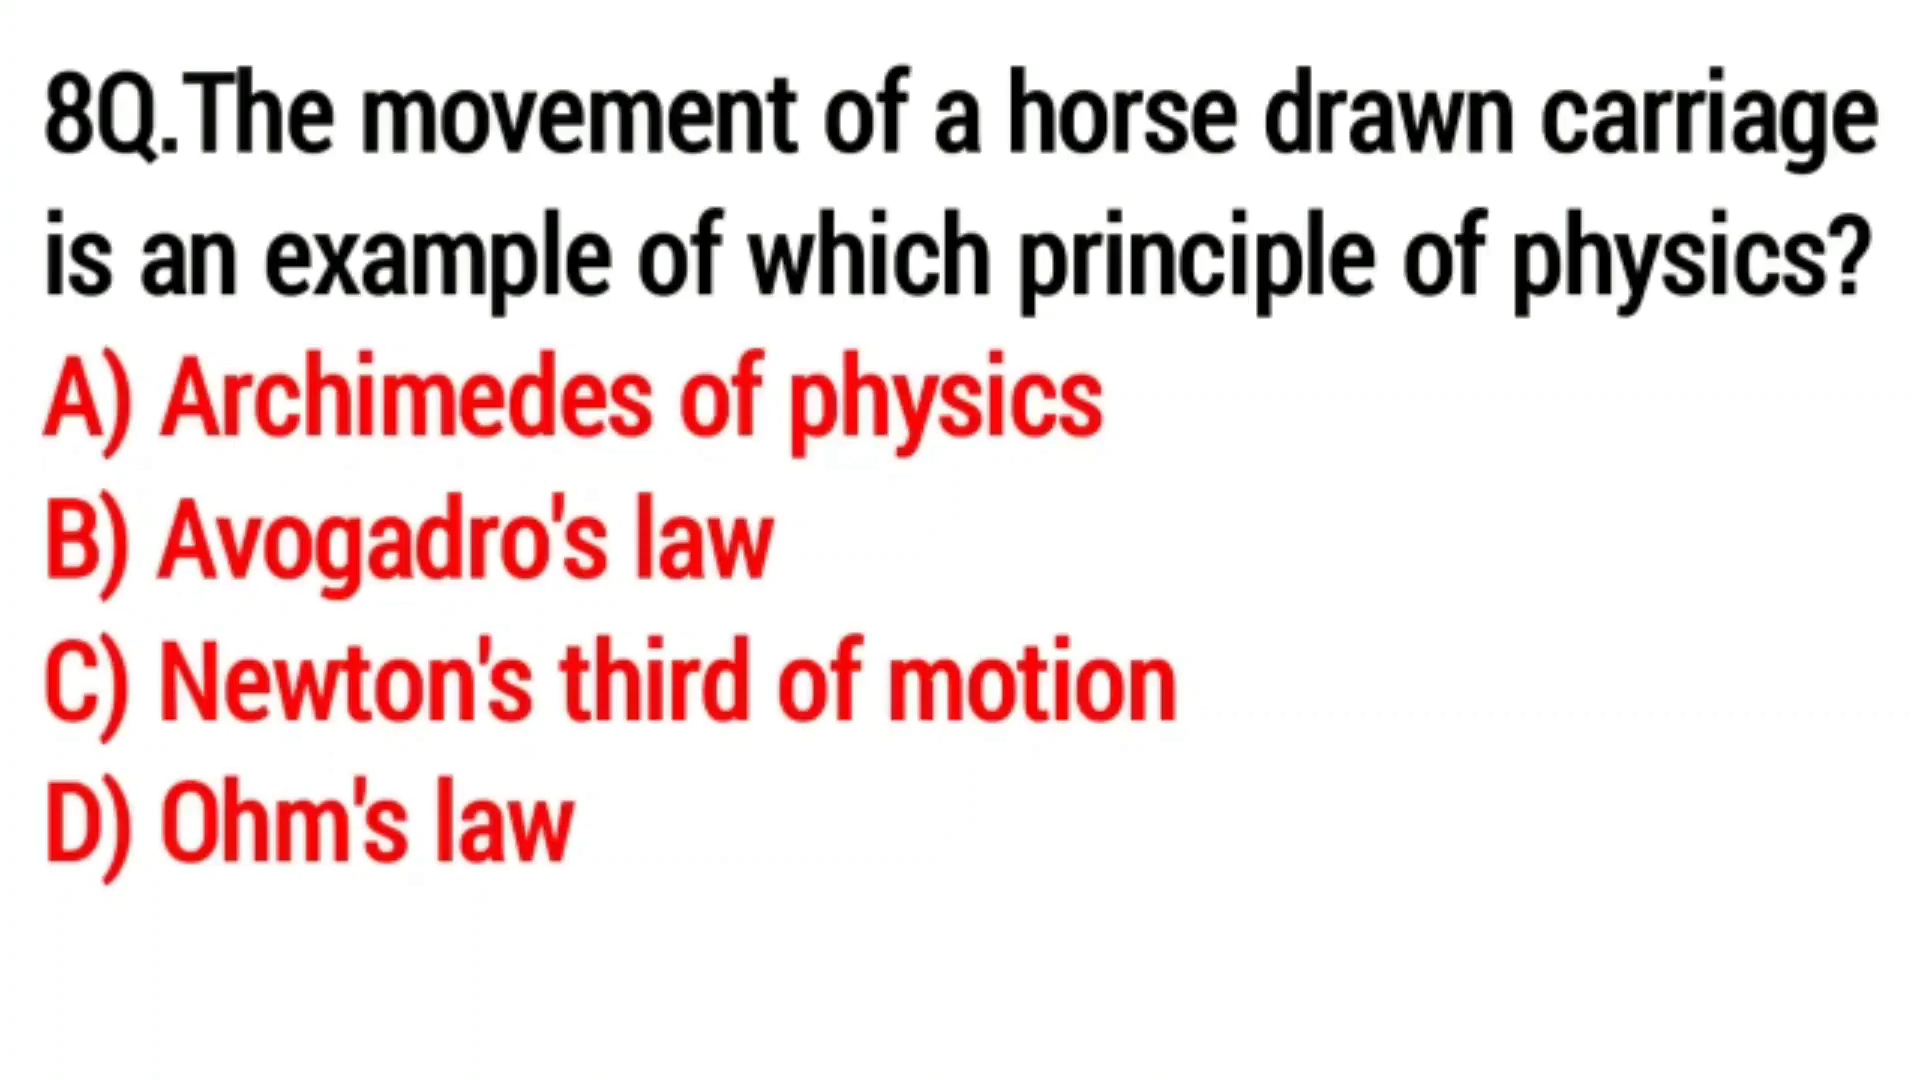 8Q.The movement of a horse drawn carriage
is an example of which principle of physics?
A) Archimedes of physics
B) Avogadro's law
C) Newton's third of motion
D) Ohm's law